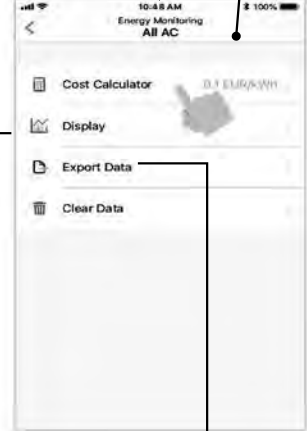 10:48 AM
100%
Energy Monitoring
All AC
Cost Calculator 0.1 EUR/kWH
Display
Export Data
Clear Data